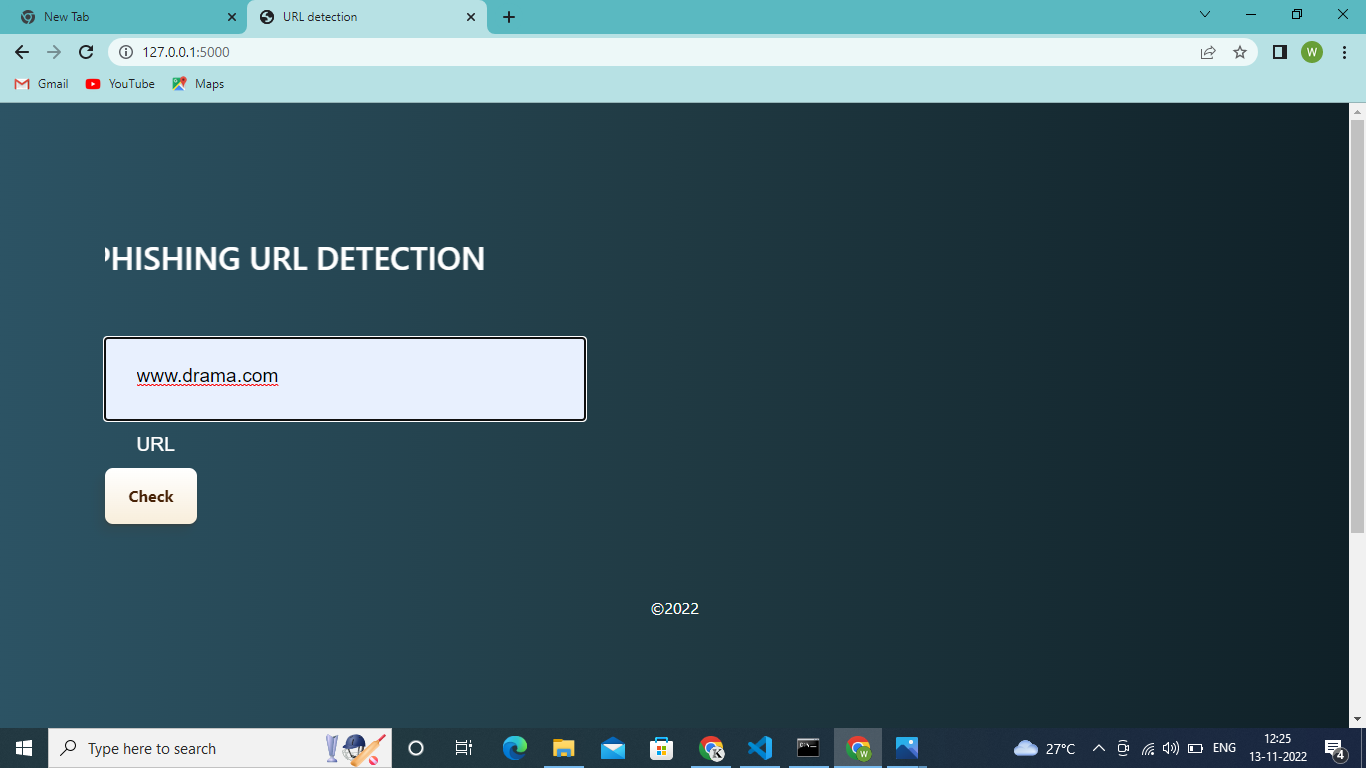 New Tab
URL detection
127.0.0.1:5000
W
Gmail
YouTube
Maps
PHISHING URL DETECTION
www.drama.com
URL
Check
©2022
Type here to search
K
W
27°C
ENG
12:25
13-11-2022
4